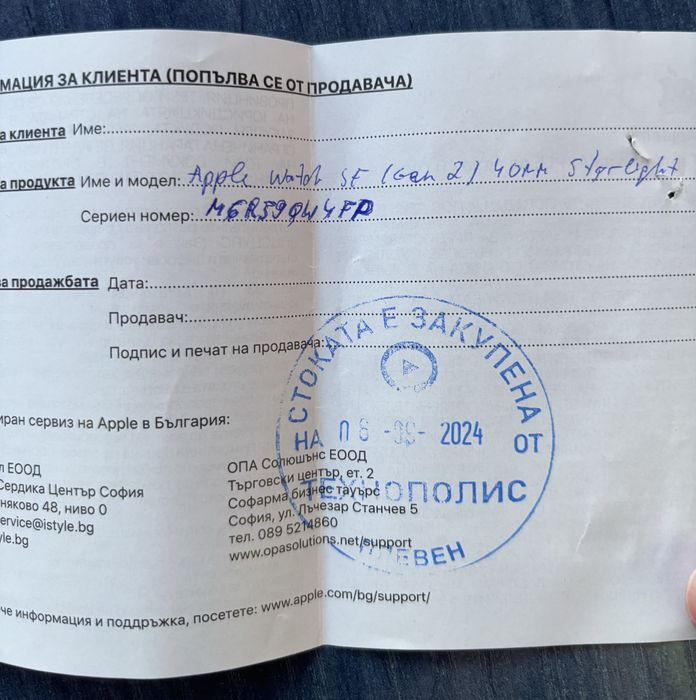 МАЦИЯ ЗА КЛИЕНТА (ПОПЪЛВА СЕ ОТ ПРОДАВАЧА)
а клиента Име:
а продукта Име и модел: Apple Watch SE (Gen 2) 40mm Starlight
Сериен номер:
а продажбата Дата:
Продавач:
Подпис и печат на продавача:
СТОКАТА Е ЗАКУПЕНА
НА 2024 ОТ
ТЕХНОПОЛИС
ПЛЕВЕН
иран сервиз на Apple в България:
л ЕООД
Сердика Център София
няково 48, ниво 0
ervice@istyle.bg
yle.bg
ОПА Солюшънс ЕООД
Търговски център, ет. 2
Софарма бизнес тауърс
София, ул. Лъчезар Станчев 5
тел. 089 5214860
www.opasolutions.net/support
че информация и поддръжка, посетете: www.apple.com/bg/support/